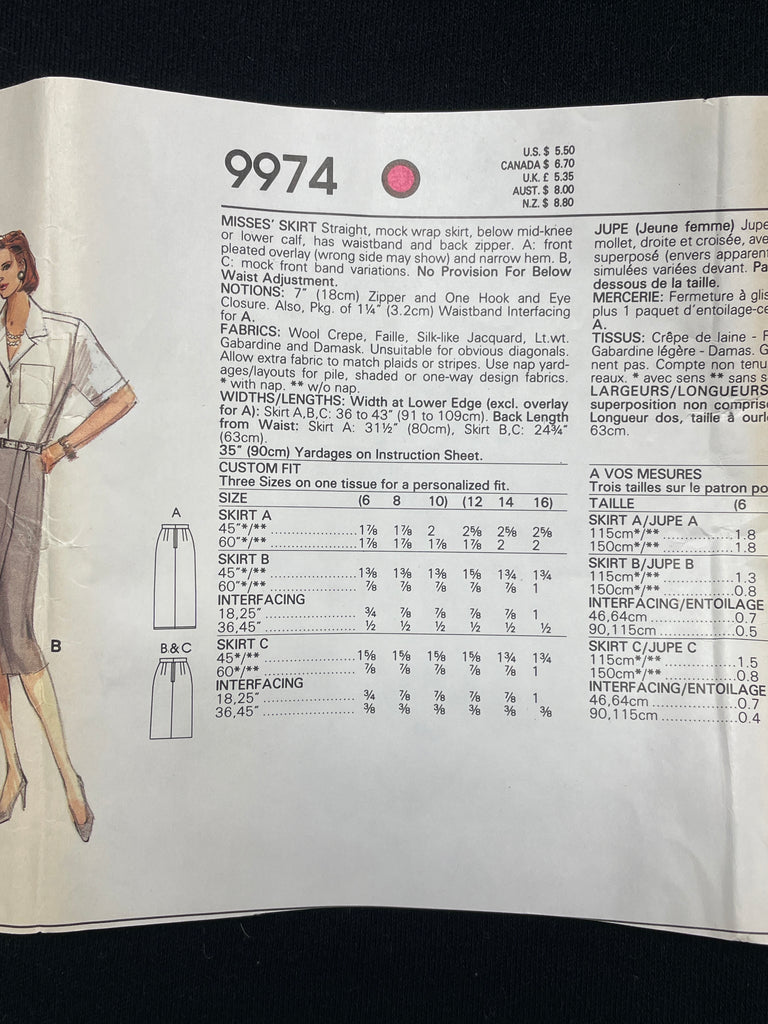 9974
U.S. $ 5.50
CANADA $ 6.70
U.K. £ 5.35
AUST. $ 8.00
N.Z. $ 8.80
MISSES' SKIRT Straight, mock wrap skirt, below mid-knee
or lower calf, has waistband and back zipper. A: front
pleated overlay (wrong side may show) and narrow hem. B,
C: mock front band variations. No Provision For Below
Waist Adjustment.
NOTIONS: 7" (18cm) Zipper and One Hook and Eye
Closure. Also, Pkg. of 1¼" (3.2cm) Waistband Interfacing
for A.
FABRICS: Wool Crepe, Faille, Silk-like Jacquard, Lt.wt.
Gabardine and Damask. Unsuitable for obvious diagonals.
Allow extra fabric to match plaids or stripes. Use nap yard-
ages/layouts for pile, shaded or one-way design fabrics.
* with nap. ** w/o nap.
WIDTHS/LENGTHS: Width at Lower Edge (excl. overlay
for A): Skirt A,B,C: 36 to 43" (91 to 109cm). Back Length
from Waist: Skirt A: 31½" (80cm), Skirt B,C: 24¾"
(63cm).
35" (90cm) Yardages on Instruction Sheet.
CUSTOM FIT
Three Sizes on one tissue for a personalized fit.
SIZE (6 8 10) (12 14 16)
SKIRT A
45"*/** 1⅞ 1⅞ 2 2⅝ 2⅝ 2⅝
60"*/** 1⅞ 1⅞ 1⅞ 1⅞ 2 2
SKIRT B
45"*/** 1⅜ 1⅜ 1⅜ 1⅝ 1¾ 1¾
60"*/** ⅞ ⅞ ⅞ ⅞ ⅞ 1
INTERFACING
18,25" ¾ ⅞ ⅞ ⅞ ⅞ 1
36,45" ½ ½ ½ ½ ½ ½
SKIRT C
45"*/** 1⅝ 1⅝ 1⅝ 1⅝ 1¾ 1¾
60"*/** ⅞ ⅞ ⅞ ⅞ ⅞ 1
INTERFACING
18,25" ¾ ⅞ ⅞ ⅞ ⅞ 1
36,45" ⅜ ⅜ ⅜ ⅜ ⅜ ⅜
A
B
B & C
JUPE (Jeune femme) Jupe
mollet, droite et croisée, ave
superposé (envers apparen
simulées variées devant. Pa
dessous de la taille.
MERCERIE: Fermeture à glis
plus 1 paquet d'entoilage-ce
A.
TISSUS: Crêpe de laine - F
Gabardine légère - Damas. G
nent pas. Compte non tenu
reaux. * avec sens ** sans s
LARGEURS/LONGUEURS
superposition non compris
Longueur dos, taille à ourl
63cm.
A VOS MESURES
Trois tailles sur le patron po
TAILLE (6
SKIRT A/JUPE A
115cm*/** 1.8
150cm*/** 1.8
SKIRT B/JUPE B
115cm*/** 1.3
150cm*/** 0.8
INTERFACING/ENTOILAGE
46,64cm 0.7
90,115cm 0.5
SKIRT C/JUPE C
115cm*/** 1.5
150cm*/** 0.8
INTERFACING/ENTOILAGE
46,64cm 0.7
90,115cm 0.4